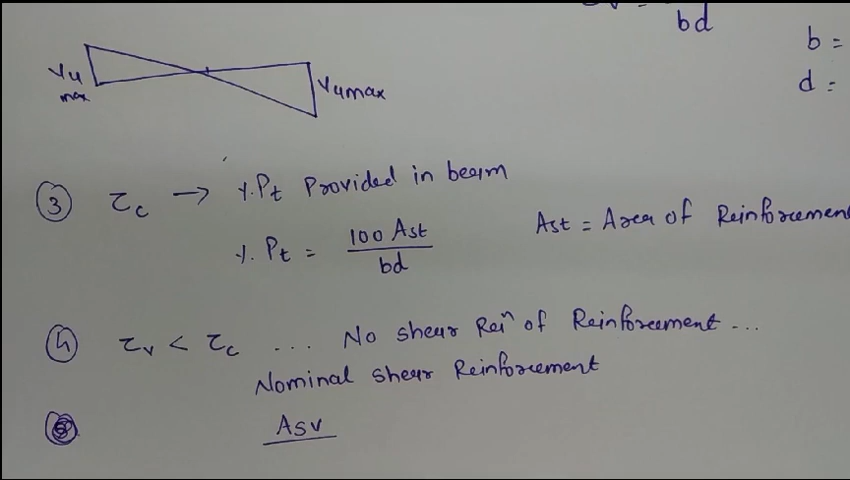 bd
b =
d =
Vu
max
Vumax
③ τc → %.Pt Provided in beam
%. Pt = 100 Ast / bd
Ast = Area of Reinforcement
④ τv < τc ... No shear Reiⁿ of Reinforcement ...
Nominal shear Reinforcement
Asv